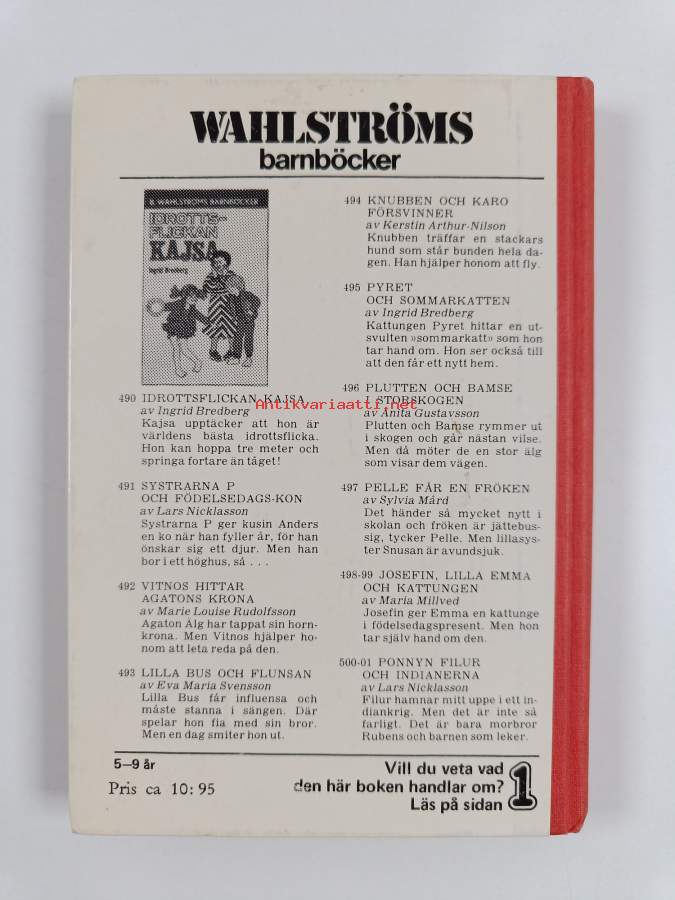 WAHLSTRÖMS
barnböcker
B. WAHLSTRÖMS BARNBÖCKER
IDROTTS-
FLICKAN
KAJSA
Ingrid Bredberg
490 IDROTTSFLICKAN KAJSA
av Ingrid Bredberg
Kajsa upptäcker att hon är
världens bästa idrottsflicka.
Hon kan hoppa tre meter och
springa fortare än tåget!
491 SYSTRARNA P
OCH FÖDELSEDAGS-KON
av Lars Nicklasson
Systrarna P ger kusin Anders
en ko när han fyller år, för han
önskar sig ett djur. Men han
bor i ett höghus, så . . .
492 VITNOS HITTAR
AGATONS KRONA
av Marie Louise Rudolfsson
Agaton Älg har tappat sin horn-
krona. Men Vitnos hjälper ho-
nom att leta reda på den.
493 LILLA BUS OCH FLUNSAN
av Eva Maria Svensson
Lilla Bus får influensa och
måste stanna i sängen. Där
spelar hon fia med sin bror.
Men en dag smiter hon ut.
494 KNUBBEN OCH KARO
FÖRSVINNER
av Kerstin Arthur-Nilson
Knubben träffar en stackars
hund som står bunden hela da-
gen. Han hjälper honom att fly.
495 PYRET
OCH SOMMARKATTEN
av Ingrid Bredberg
Kattungen Pyret hittar en ut-
svulten »sommarkatt» som hon
tar hand om. Hon ser också till
att den får ett nytt hem.
496 PLUTTEN OCH BAMSE
I STORSKOGEN
av Anita Gustavsson
Plutten och Bamse rymmer ut
i skogen och går nästan vilse.
Men då möter de en stor älg
som visar dem vägen.
497 PELLE FÅR EN FRÖKEN
av Sylvia Mård
Det händer så mycket nytt i
skolan och fröken är jättebus-
sig, tycker Pelle. Men lillasys-
ter Snusan är avundsjuk.
498-99 JOSEFIN, LILLA EMMA
OCH KATTUNGEN
av Maria Millved
Josefin ger Emma en kattunge
i födelsedagspresent. Men hon
tar själv hand om den.
500-01 PONNYN FILUR
OCH INDIANERNA
av Lars Nicklasson
Filur hamnar mitt uppe i ett in-
diankrig. Men det är inte så
farligt. Det är bara morbror
Rubens och barnen som leker.
Antikvariaatti.net
5–9 år
Pris ca 10:95
Vill du veta vad
den här boken handlar om?
Läs på sidan
1